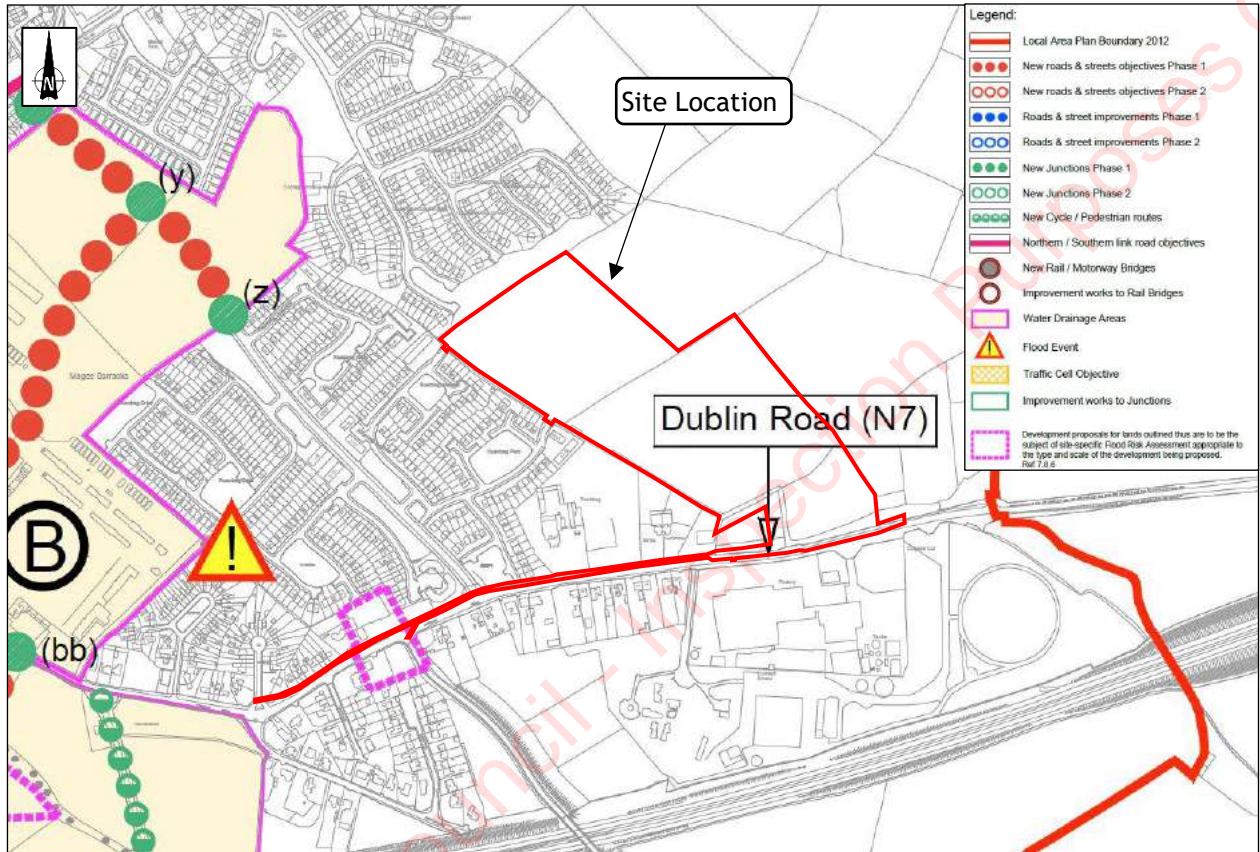 N
Site Location
Dublin Road (N7)
(y)
(z)
Magee Barracks
B
!
(bb)
Legend:
Local Area Plan Boundary 2012
New roads & streets objectives Phase 1
New roads & streets objectives Phase 2
Roads & street improvements Phase 1
Roads & street improvements Phase 2
New Junctions Phase 1
New Junctions Phase 2
New Cycle / Pedestrian routes
Northern / Southern link road objectives
New Rail / Motorway Bridges
Improvement works to Rail Bridges
Water Drainage Areas
!
Flood Event
Traffic Cell Objective
Improvement works to Junctions
Development proposals for lands outlined thus are to be the
subject of site-specific Flood Risk Assessment appropriate to
the type and scale of the development being proposed.
Ref 7.8.6
Council - Inspection Purposes